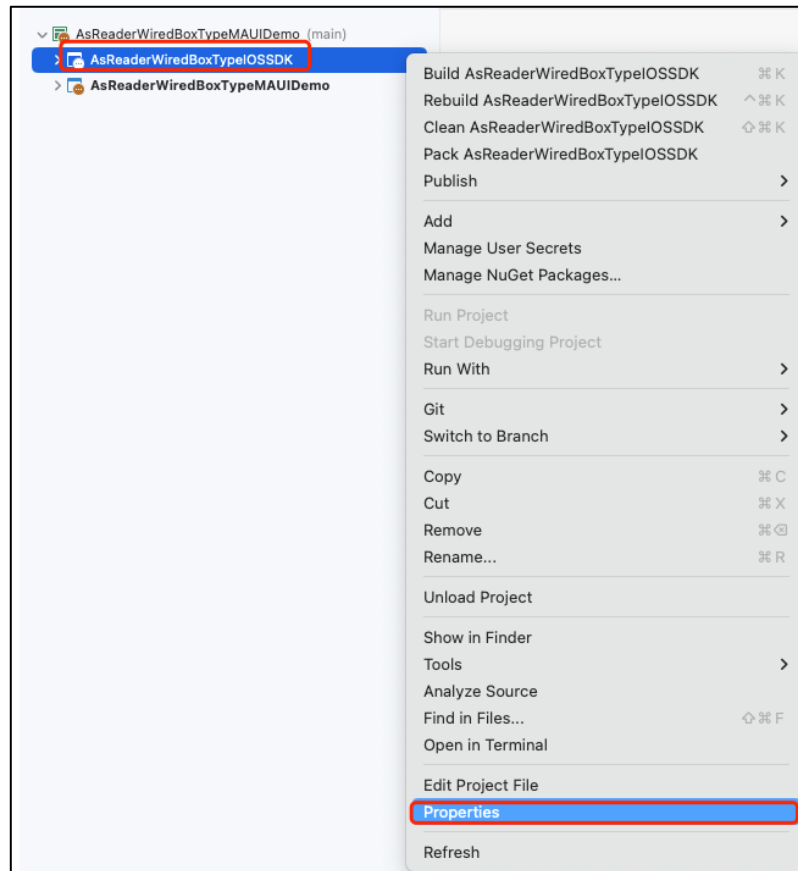 AsReaderWiredBoxTypeMAUIDemo (main)
AsReaderWiredBoxTypeIOSSDK
AsReaderWiredBoxTypeMAUIDemo
Build AsReaderWiredBoxTypeIOSSDK ⌘ K
Rebuild AsReaderWiredBoxTypeIOSSDK ^⌘ K
Clean AsReaderWiredBoxTypeIOSSDK ⇧⌘ K
Pack AsReaderWiredBoxTypeIOSSDK
Publish
Add
Manage User Secrets
Manage NuGet Packages...
Run Project
Start Debugging Project
Run With
Git
Switch to Branch
Copy ⌘ C
Cut ⌘ X
Remove ⌘⌫
Rename... ⌘ R
Unload Project
Show in Finder
Tools
Analyze Source
Find in Files... ⇧⌘ F
Open in Terminal
Edit Project File
Properties
Refresh